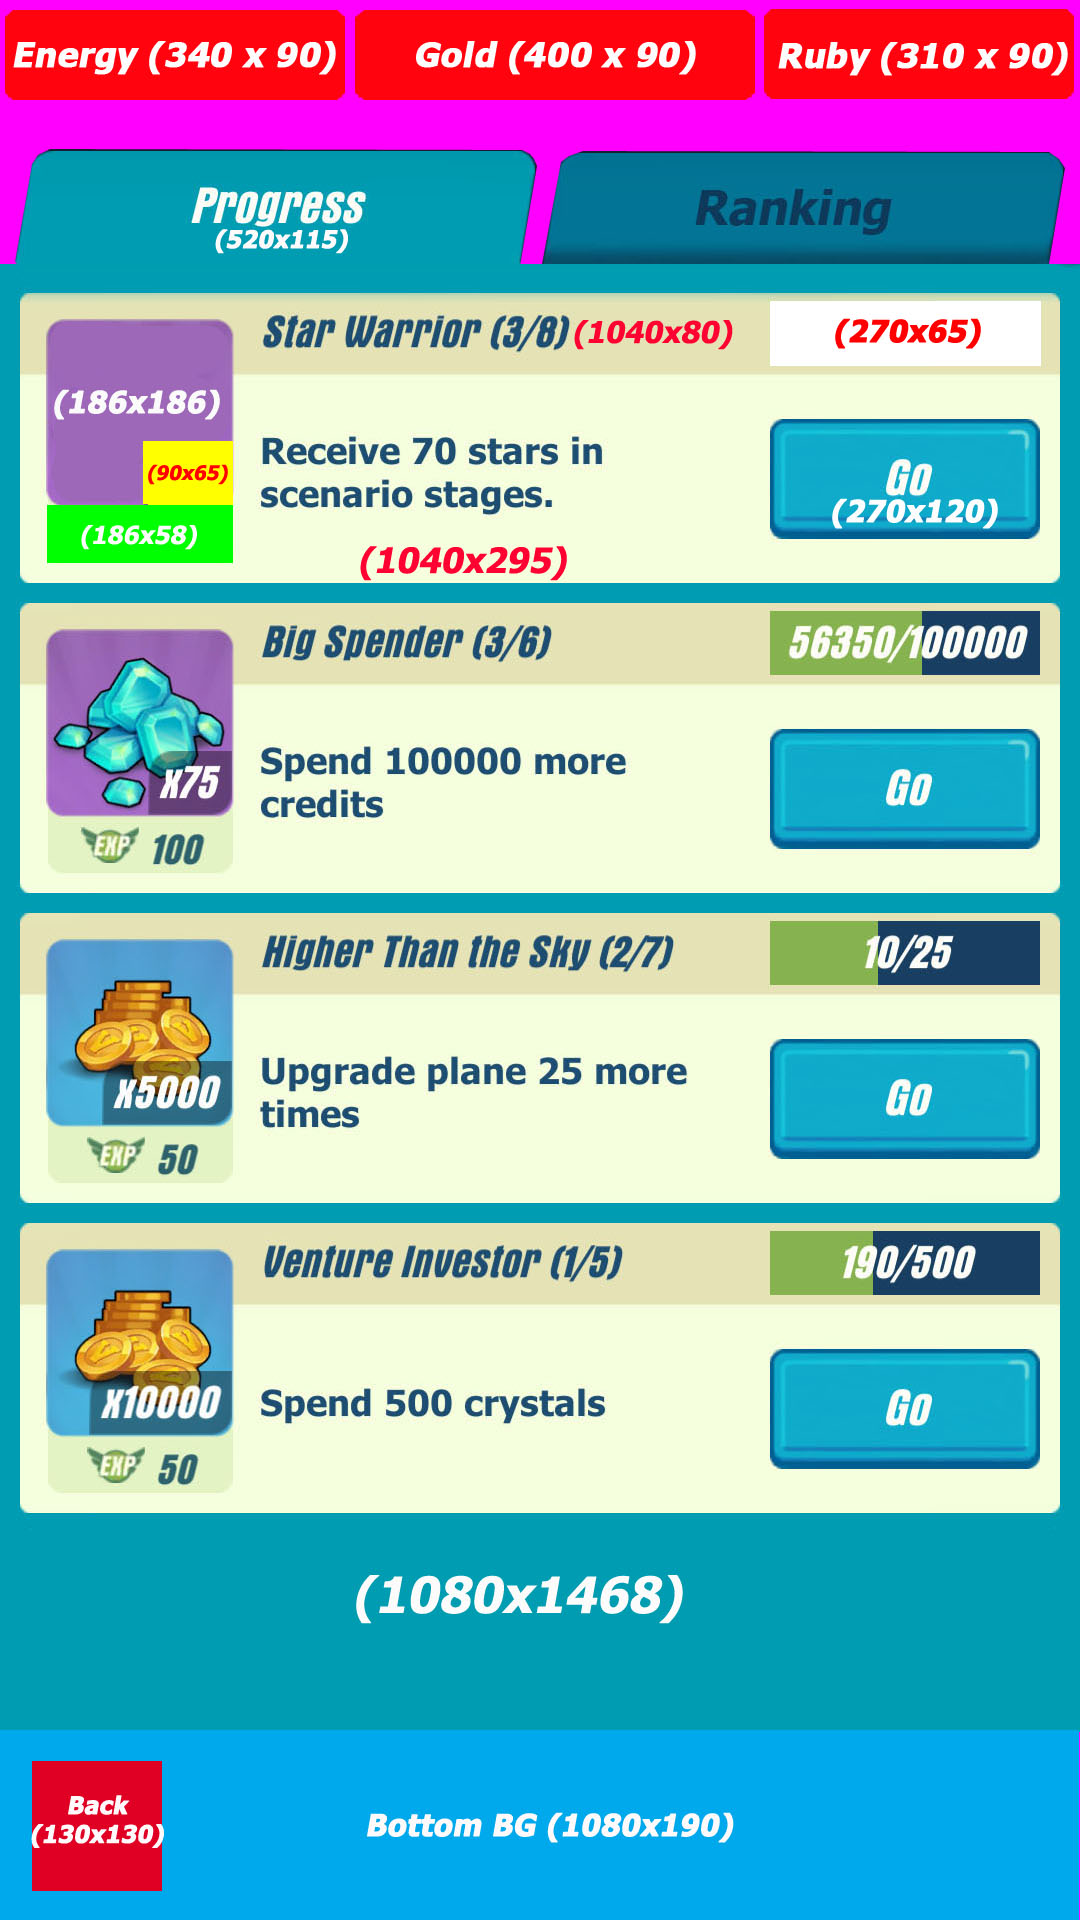 Energy (340 x 90)
Gold (400 x 90)
Ruby (310 x 90)
Progress
(520x115)
Ranking
Star Warrior (3/8) (1040x80)
(270x65)
(186x186)
(90x65)
(186x58)
Receive 70 stars in
scenario stages.
(1040x295)
Go
(270x120)
Big Spender (3/6)
56350/100000
X75
EXP 100
Spend 100000 more
credits
Go
Higher Than the Sky (2/7)
10/25
X5000
EXP 50
Upgrade plane 25 more
times
Go
Venture Investor (1/5)
190/500
X10000
EXP 50
Spend 500 crystals
Go
(1080x1468)
Back
(130x130)
Bottom BG (1080x190)